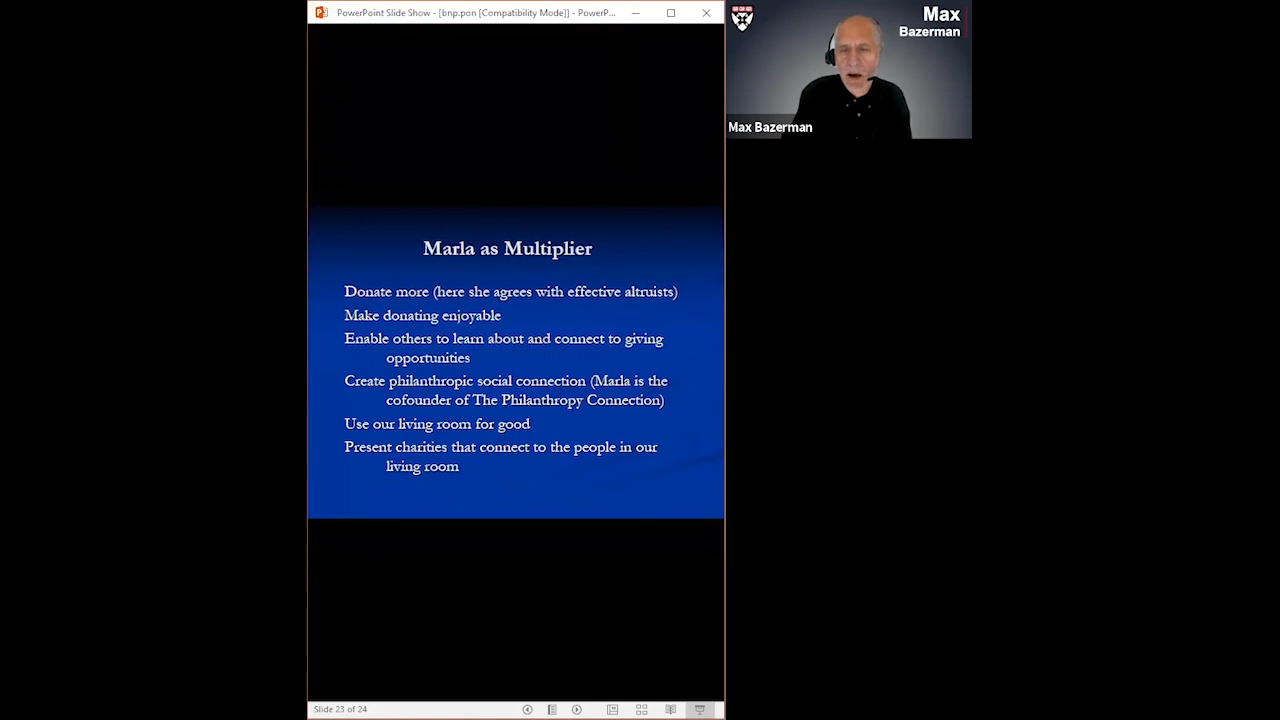 PowerPoint Slide Show - [bnp.pon [Compatibility Mode]] - PowerP...
Marla as Multiplier
Donate more (here she agrees with effective altruists)
Make donating enjoyable
Enable others to learn about and connect to giving
opportunities
Create philanthropic social connection (Marla is the
cofounder of The Philanthropy Connection)
Use our living room for good
Present charities that connect to the people in our
living room
Slide 23 of 24
Max
Bazerman
Max Bazerman